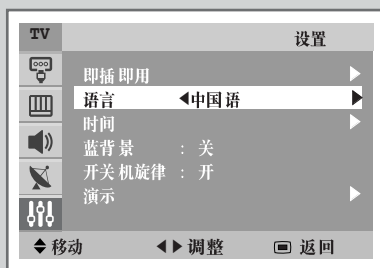 TV 设置
即插即用
语言 ◀中国语 ▶
时间
蓝背景 : 关
开关机旋律 : 开
演示
移动 调整 返回